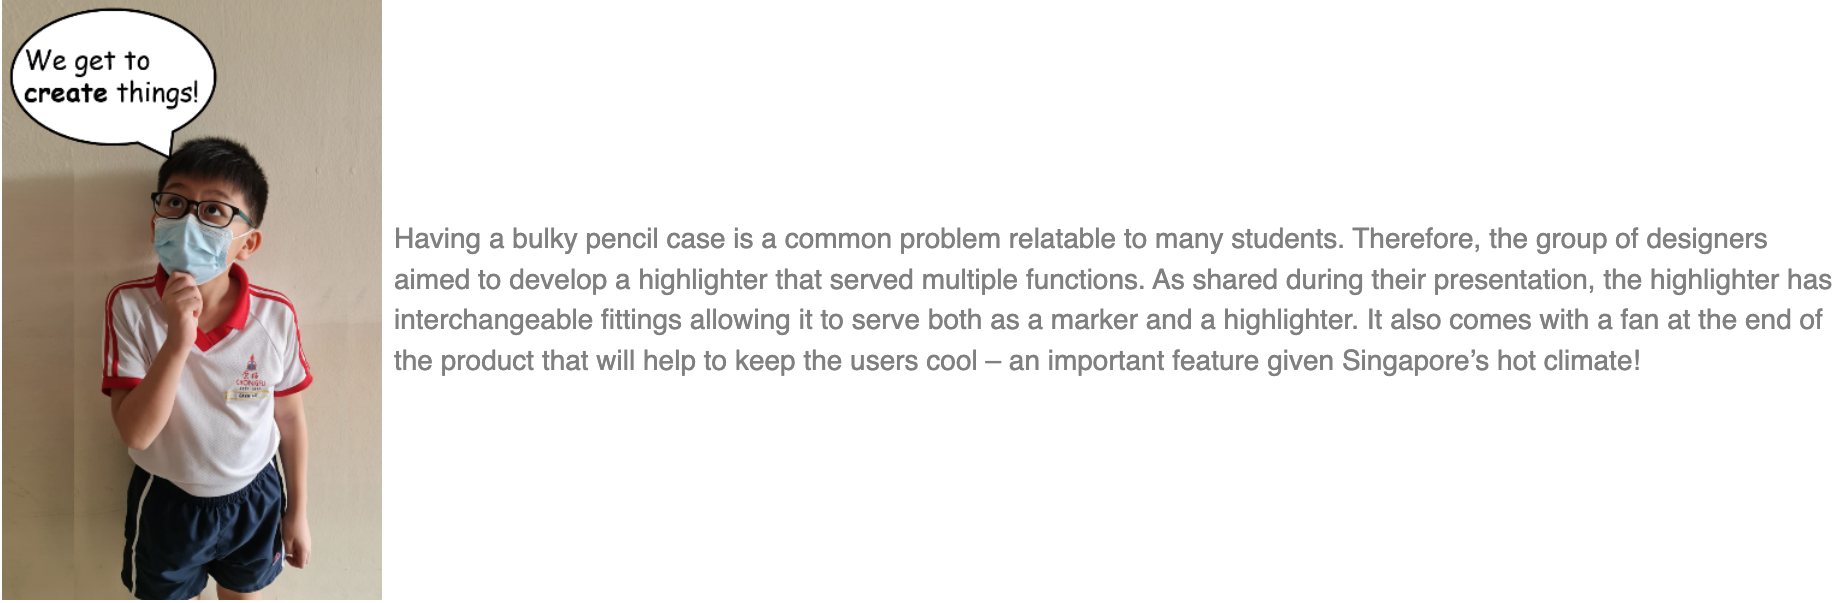 We get to
create things!
Having a bulky pencil case is a common problem relatable to many students. Therefore, the group of designers
aimed to develop a highlighter that served multiple functions. As shared during their presentation, the highlighter has
interchangeable fittings allowing it to serve both as a marker and a highlighter. It also comes with a fan at the end of
the product that will help to keep the users cool – an important feature given Singapore’s hot climate!